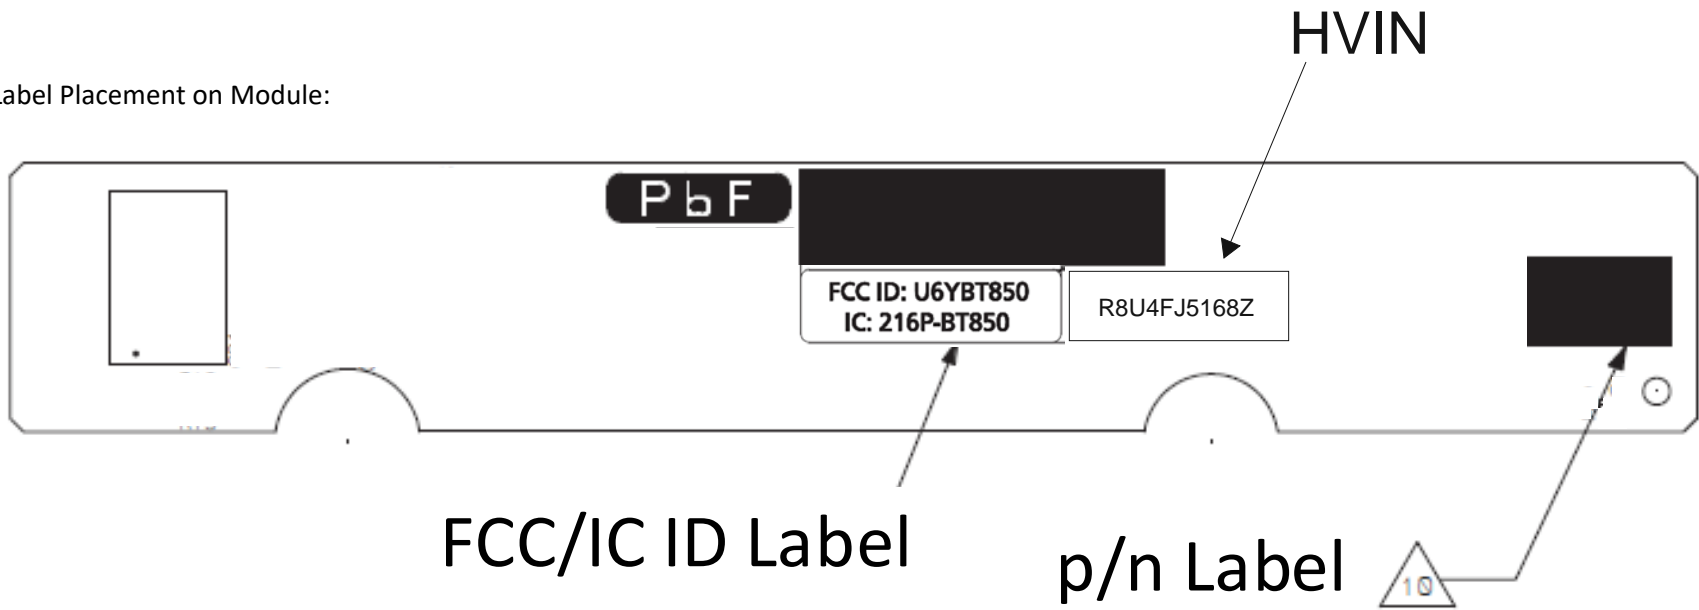 HVIN
Label Placement on Module:
PbF
FCC ID: U6YBT850
IC: 216P-BT850
R8U4FJ5168Z
FCC/IC ID Label
p/n Label
10